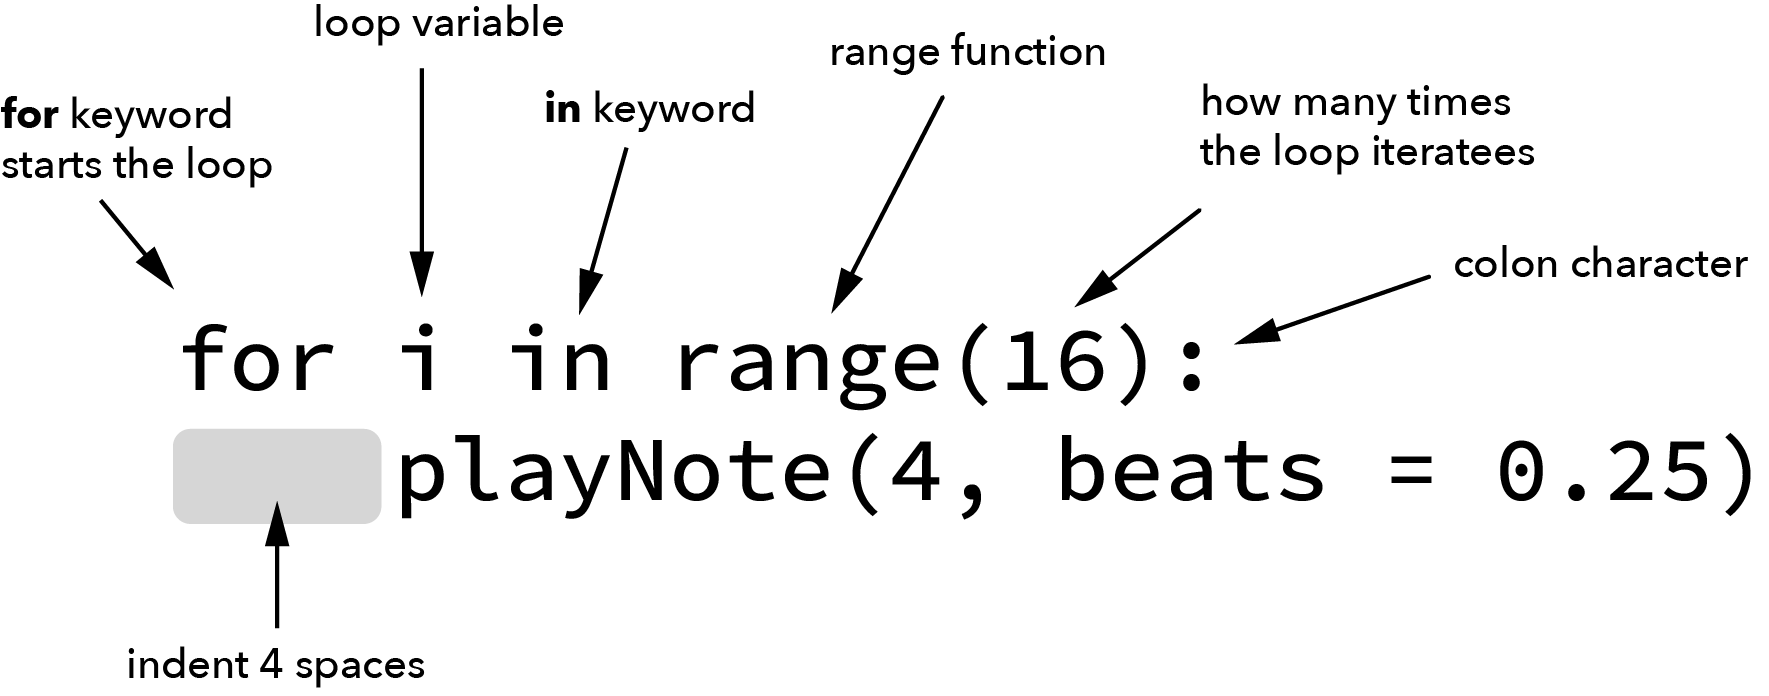 loop variable
range function
for keyword
starts the loop
in keyword
how many times
the loop iteratees
colon character
for i in range(16):
    playNote(4, beats = 0.25)
indent 4 spaces